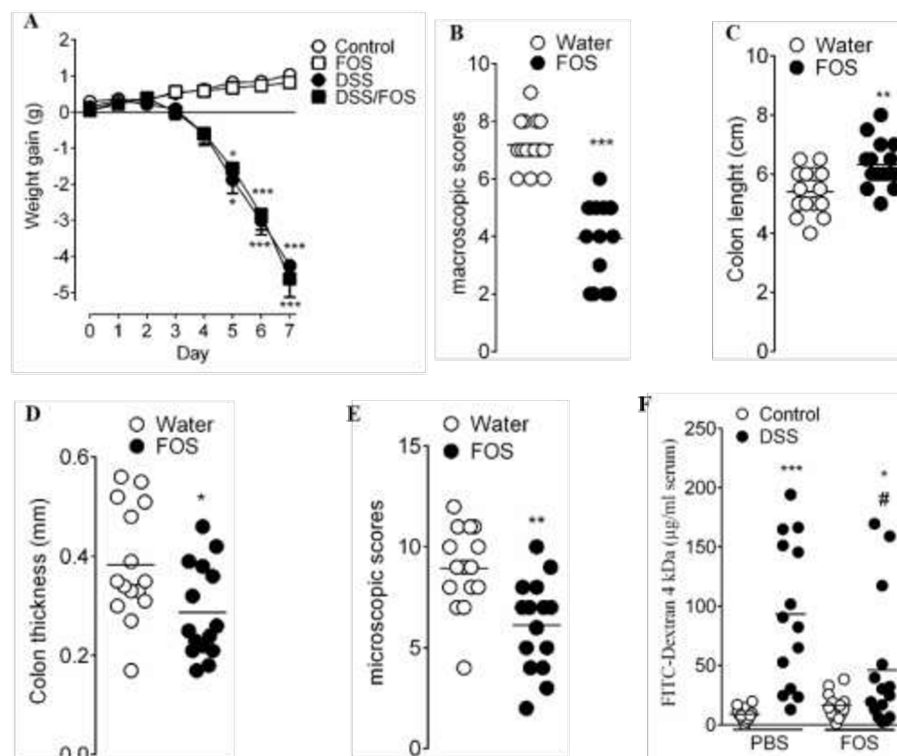 A
Control
FOS
DSS
DSS/FOS
Weight gain (g)
2
1
0
-1
-2
-3
-4
-5
*
*
***
***
***
***
0 1 2 3 4 5 6 7
Day
B
Water
FOS
macroscopic scores
10
8
6
4
2
0
***
C
Water
FOS
Colon lenght (cm)
10
8
6
4
2
0
**
D
Water
FOS
Colon thickness (mm)
0.6
0.4
0.2
0.0
*
E
Water
FOS
microscopic scores
15
10
5
0
**
F
Control
DSS
FITC-Dextran 4 kDa (µg/ml serum)
250
200
150
100
50
0
***
*
#
PBS FOS